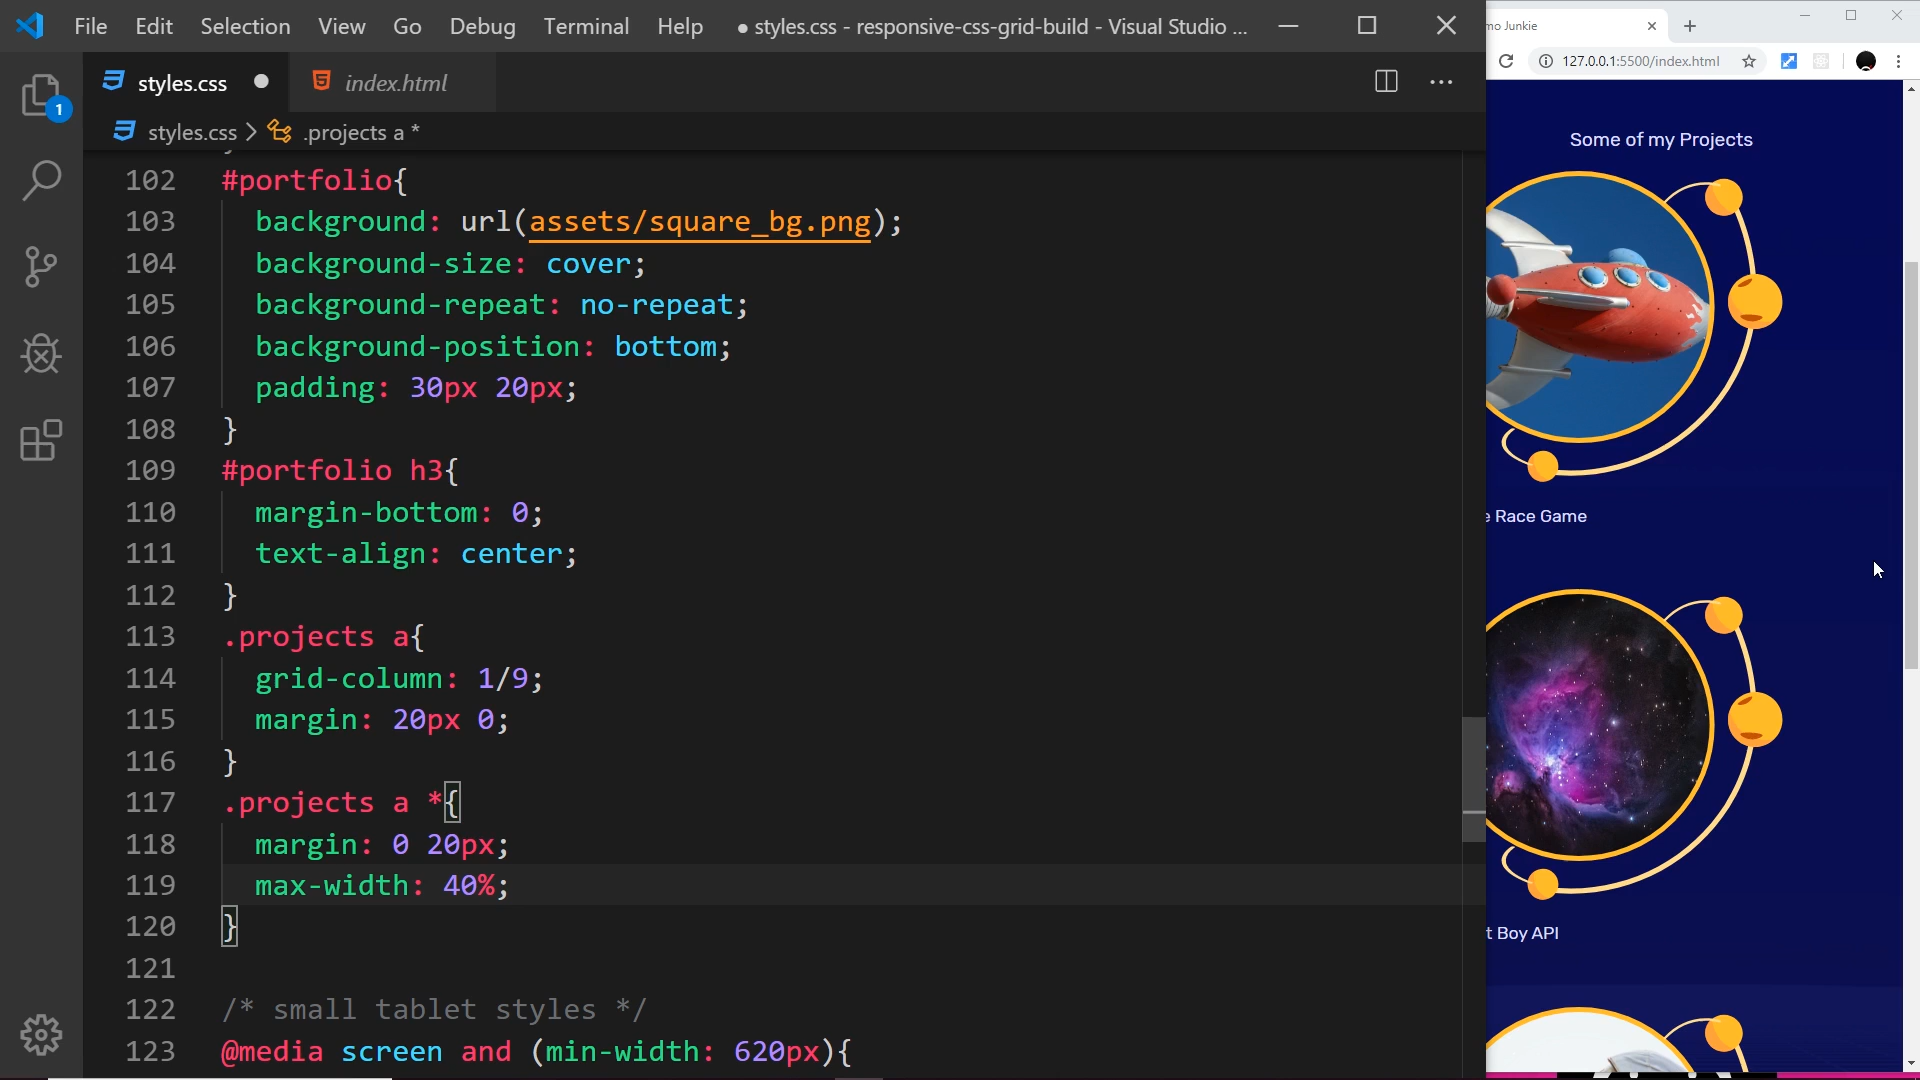 File Edit Selection View Go Debug Terminal Help ● styles.css - responsive-css-grid-build - Visual Studio ...
styles.css ● index.html
styles.css > .projects a *
1
102 #portfolio{
103 background: url(assets/square_bg.png);
104 background-size: cover;
105 background-repeat: no-repeat;
106 background-position: bottom;
107 padding: 30px 20px;
108 }
109 #portfolio h3{
110 margin-bottom: 0;
111 text-align: center;
112 }
113 .projects a{
114 grid-column: 1/9;
115 margin: 20px 0;
116 }
117 .projects a *{
118 margin: 0 20px;
119 max-width: 40%;
120 }
121
122 /* small tablet styles */
123 @media screen and (min-width: 620px){
mo Junkie
127.0.0.1:5500/index.html
Some of my Projects
e Race Game
t Boy API